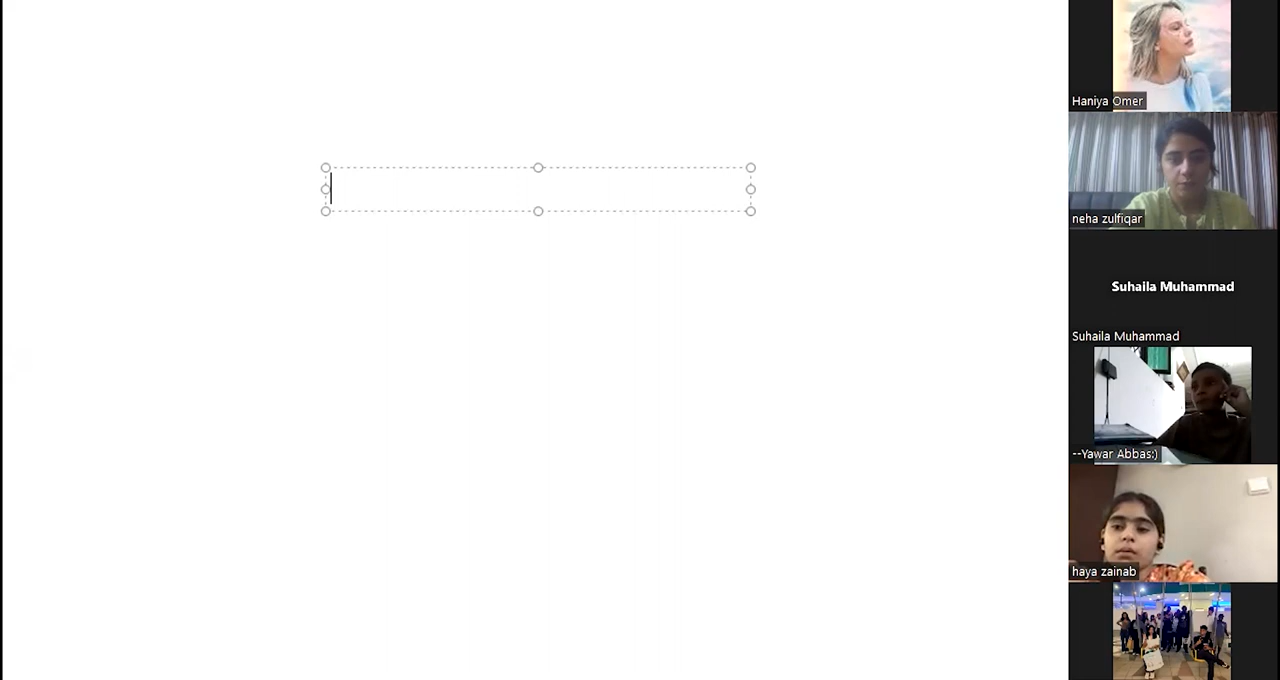 Haniya Omer
neha zulfiqar
Suhaila Muhammad
Suhaila Muhammad
--Yawar Abbas:)
haya zainab